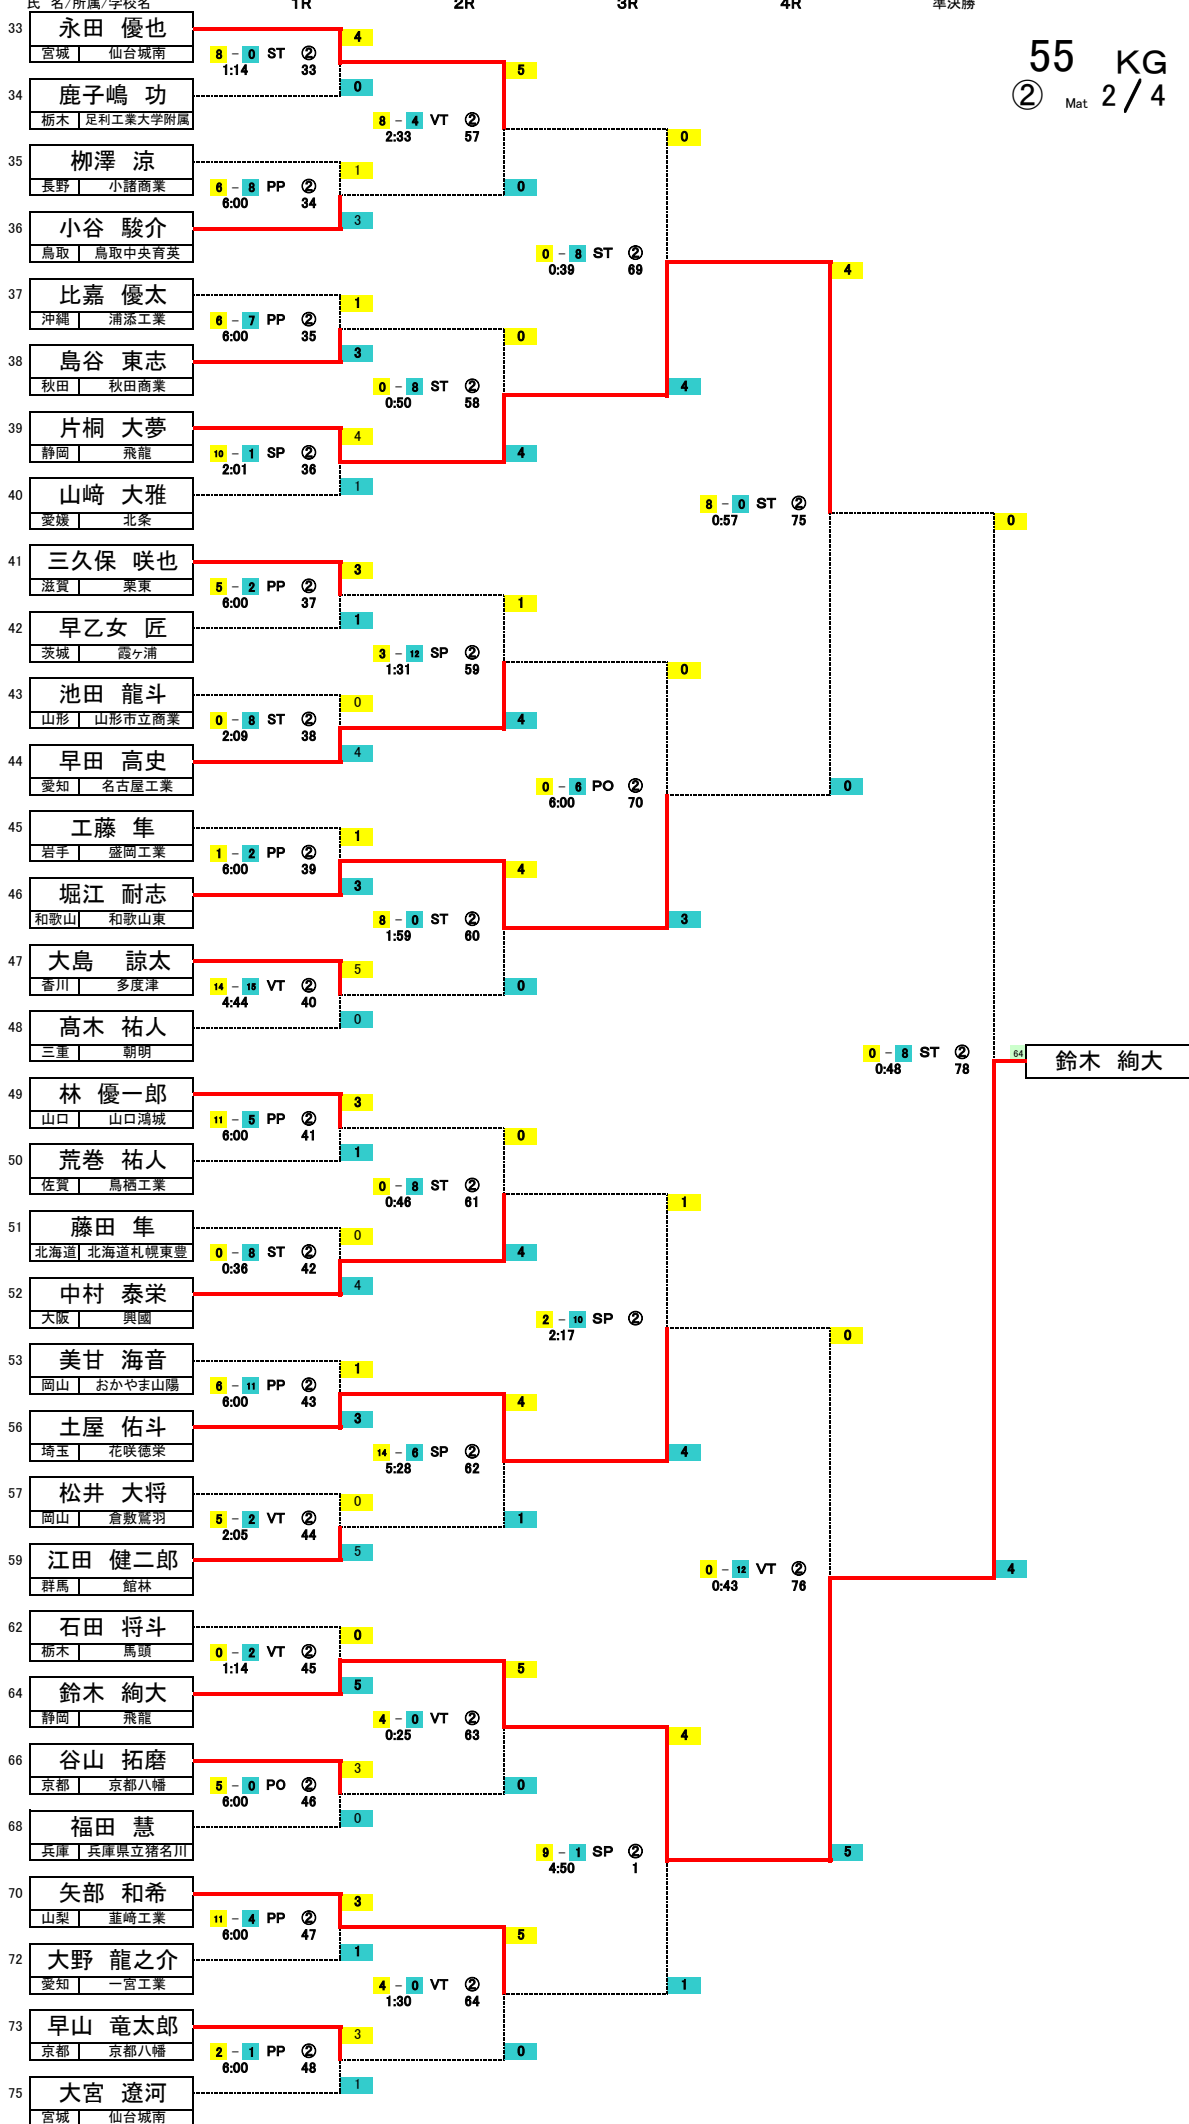 氏 名/所属/学校名 1R 2R 3R 4R 準決勝
55 KG
② Mat 2/4
33 永田 優也 4
宮城 仙台城南 8 - 0 ST ②
1:14 33 5
34 鹿子嶋 功 0
栃木 足利工業大学附属 8 - 4 VT ②
2:33 57 0
35 栁澤 涼 1
長野 小諸商業 6 - 8 PP ② 0
6:00 34
36 小谷 駿介 3
鳥取 鳥取中央育英 0 - 8 ST ②
0:39 69 4
37 比嘉 優太 1
沖縄 浦添工業 6 - 7 PP ② 0
6:00 35
38 島谷 東志 3
秋田 秋田商業 0 - 8 ST ② 4
0:50 58
39 片桐 大夢 4
静岡 飛龍 10 - 1 SP ② 4
2:01 36
40 山﨑 大雅 1
愛媛 北条 8 - 0 ST ② 0
0:57 75
41 三久保 咲也 3
滋賀 栗東 5 - 2 PP ②
6:00 37 1
42 早乙女 匠 1
茨城 霞ヶ浦 3 - 12 SP ②
1:31 59 0
43 池田 龍斗 0
山形 山形市立商業 0 - 8 ST ② 4
2:09 38
44 早田 高史 4
愛知 名古屋工業 0 - 6 PO ② 0
6:00 70
45 工藤 隼 1
岩手 盛岡工業 1 - 2 PP ②
6:00 39 4
46 堀江 耐志 3
和歌山 和歌山東 8 - 0 ST ② 3
1:59 60
47 大島 諒太 5
香川 多度津 14 - 15 VT ② 0
4:44 40
48 髙木 祐人 0
三重 朝明 0 - 8 ST ② 64 鈴木 絢大
0:48 78
49 林 優一郎 3
山口 山口鴻城 11 - 5 PP ②
6:00 41 0
50 荒巻 祐人 1
佐賀 鳥栖工業 0 - 8 ST ②
0:46 61 1
51 藤田 隼 0
北海道 北海道札幌東豊 0 - 8 ST ② 4
0:36 42
52 中村 泰栄 4
大阪 興國 2 - 10 SP ②
2:17 0
53 美甘 海音 1
岡山 おかやま山陽 6 - 11 PP ②
6:00 43 4
56 土屋 佑斗 3
埼玉 花咲徳栄 14 - 6 SP ② 4
5:28 62
57 松井 大将 0
岡山 倉敷鷲羽 5 - 2 VT ② 1
2:05 44
59 江田 健二郎 5
群馬 館林 0 - 12 VT ② 4
0:43 76
62 石田 将斗 0
栃木 馬頭 0 - 2 VT ②
1:14 45 5
64 鈴木 絢大 5
静岡 飛龍 4 - 0 VT ②
0:25 63 4
66 谷山 拓磨 3
京都 京都八幡 5 - 0 PO ② 0
6:00 46
68 福田 慧 0
兵庫 兵庫県立猪名川 9 - 1 SP ② 5
4:50 1
70 矢部 和希 3
山梨 韮崎工業 11 - 4 PP ②
6:00 47 5
72 大野 龍之介 1
愛知 一宮工業 4 - 0 VT ② 1
1:30 64
73 早山 竜太郎 3
京都 京都八幡 2 - 1 PP ② 0
6:00 48
75 大宮 遼河 1
宮城 仙台城南